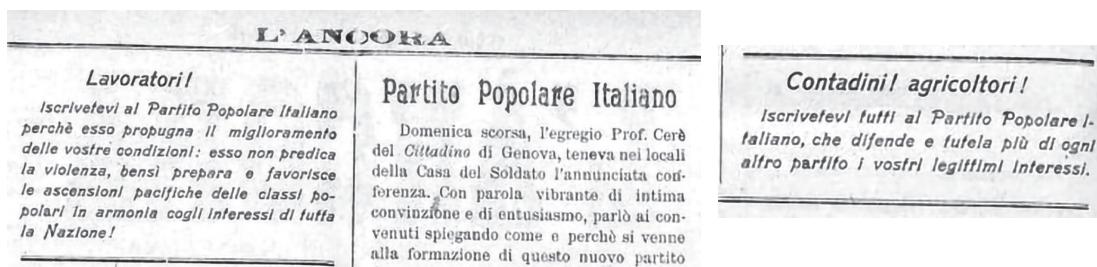 L'ANCORA
Lavoratori!
Iscrivetevi al Partito Popolare Italiano
perchè esso propugna il miglioramento
delle vostre condizioni: esso non predica
la violenza, bensì prepara e favorisce
le ascensioni pacifiche delle classi po-
polari in armonia cogli interessi di tutta
la Nazione!
Partito Popolare Italiano
Domenica scorsa, l'egregio Prof. Cerè
del Cittadino di Genova, teneva nei locali
della Casa del Soldato l'annunciata con-
ferenza. Con parola vibrante di intima
convinzione e di entusiasmo, parlò ai con-
venuti spiegando come e perchè si venne
alla formazione di questo nuovo partito
Contadini! agricoltori!
Iscrivetevi tutti al Partito Popolare I-
taliano, che difende e tutela più di ogni
altro partito i vostri legittimi interessi.